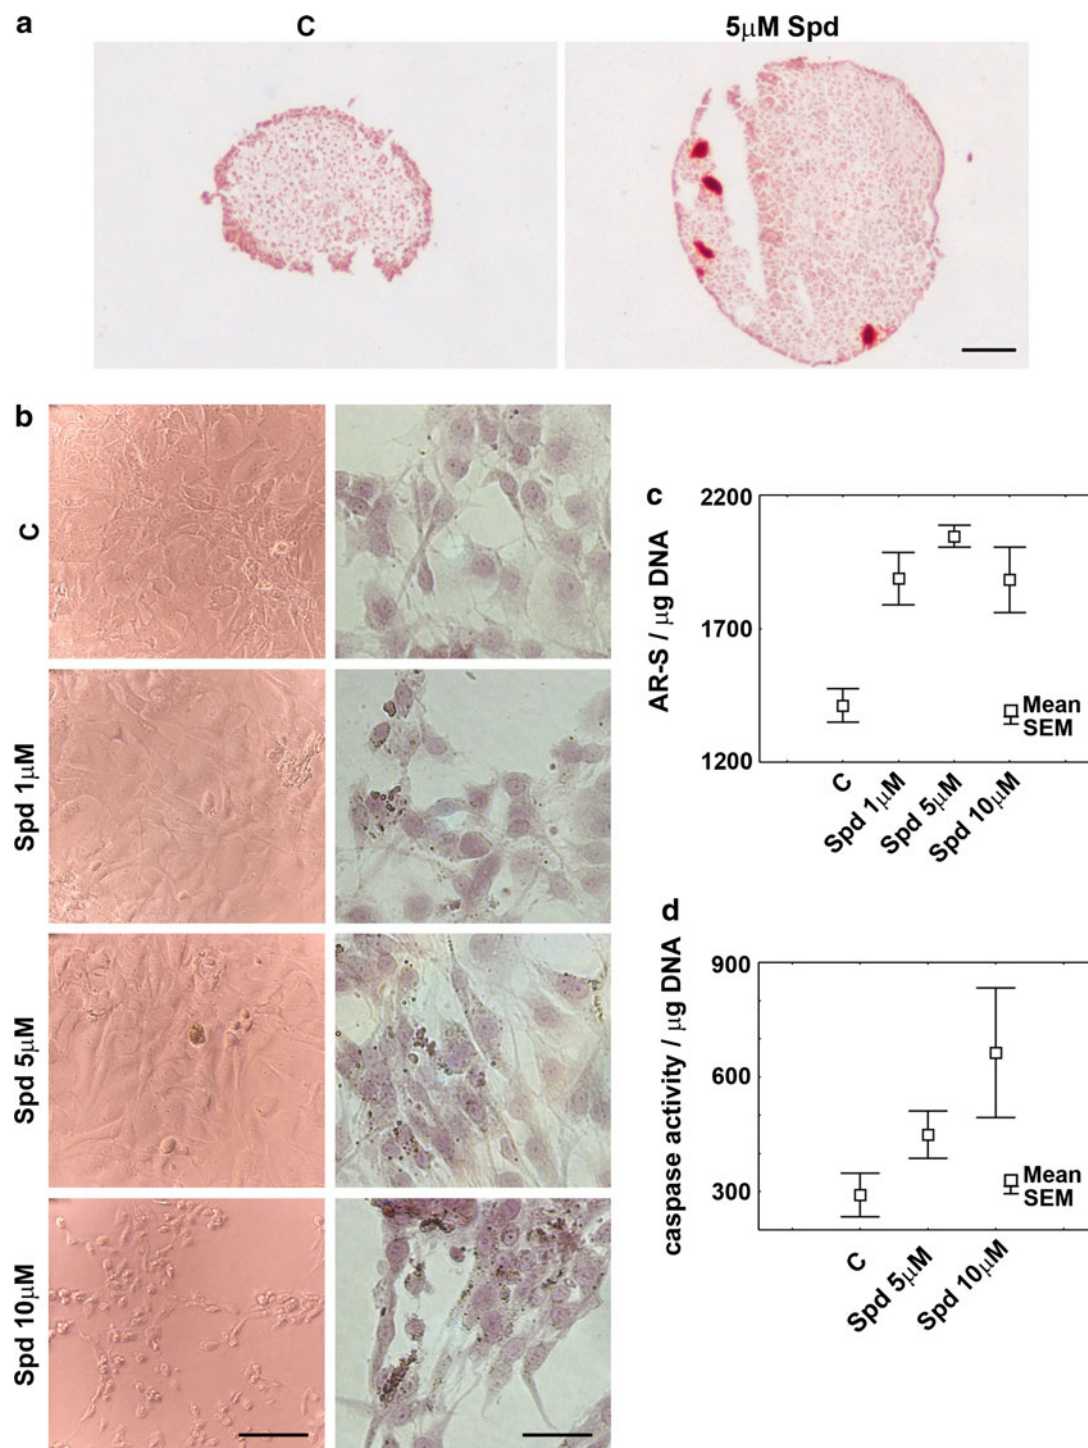 a
C
5μM Spd
b
C
Spd 1μM
Spd 5μM
Spd 10μM
c
AR-S / μg DNA
2200
1700
1200
Mean
SEM
C
Spd 1μM
Spd 5μM
Spd 10μM
d
caspase activity / μg DNA
900
600
300
Mean
SEM
C
Spd 5μM
Spd 10μM